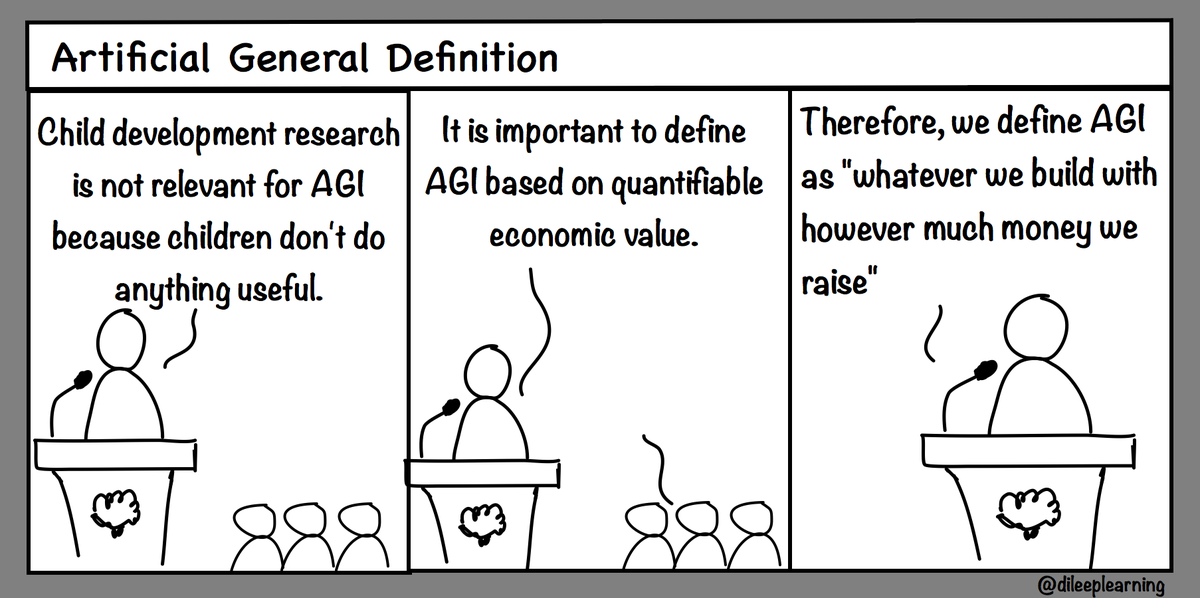 Artificial General Definition
Child development research
is not relevant for AGI
because children don't do
anything useful.
It is important to define
AGI based on quantifiable
economic value.
Therefore, we define AGI
as "whatever we build with
however much money we
raise"
@dileeplearning